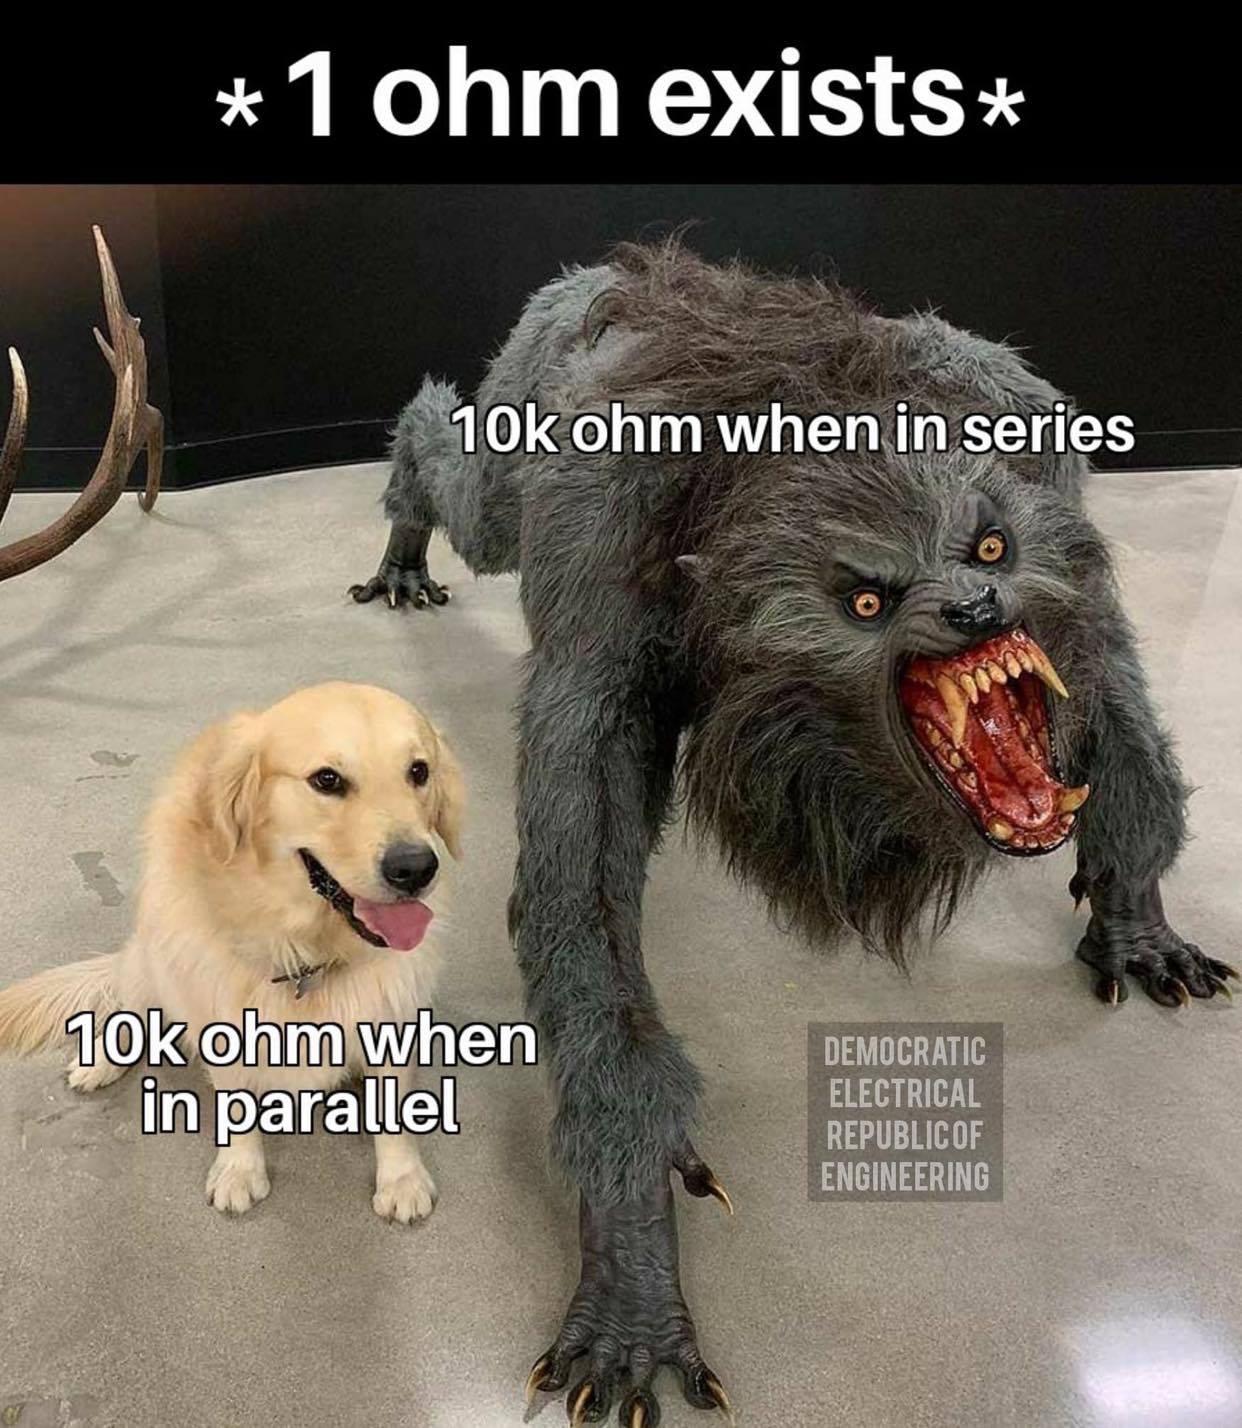 *1 ohm exists*
10k ohm when in series
10k ohm when
in parallel
DEMOCRATIC
ELECTRICAL
REPUBLIC OF
ENGINEERING